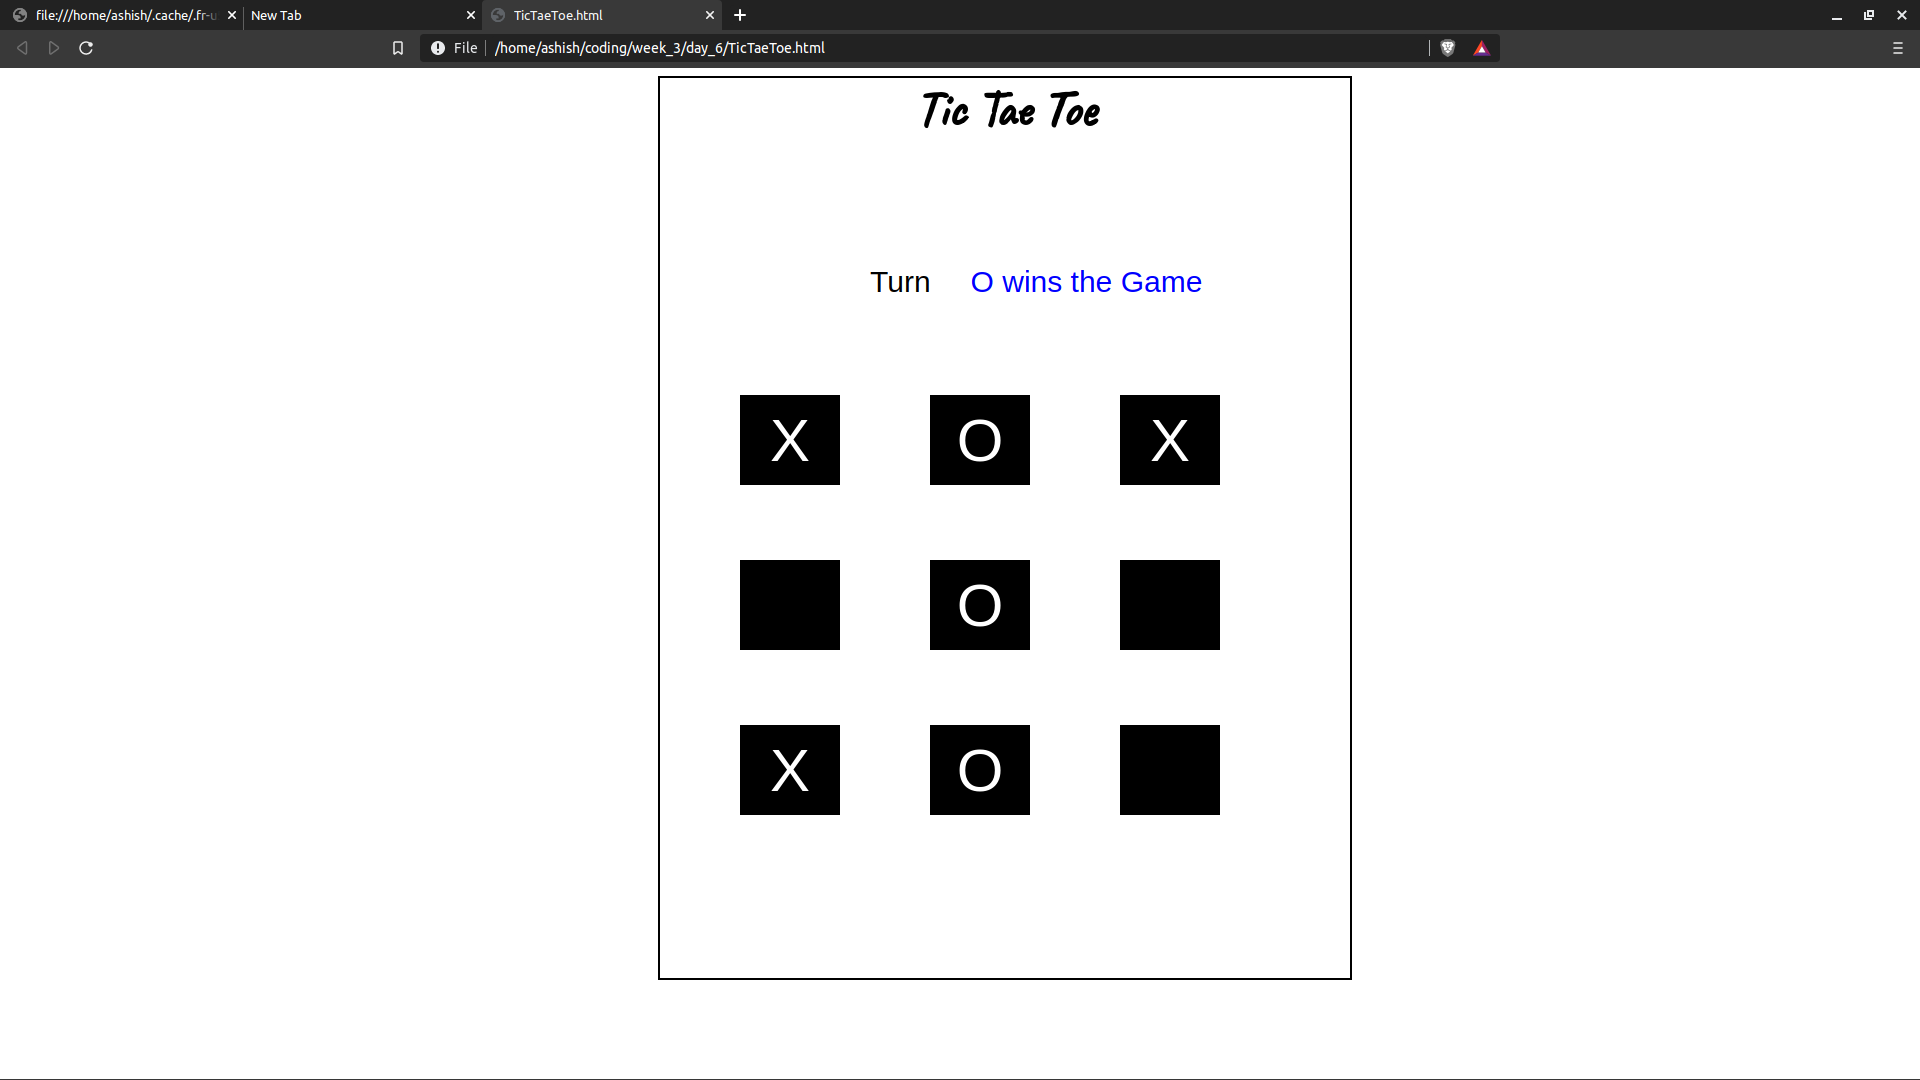 file:///home/ashish/.cache/.fr-u
New Tab
TicTaeToe.html
File /home/ashish/coding/week_3/day_6/TicTaeToe.html
Tic Tae Toe
Turn O wins the Game
X O X
O
X O